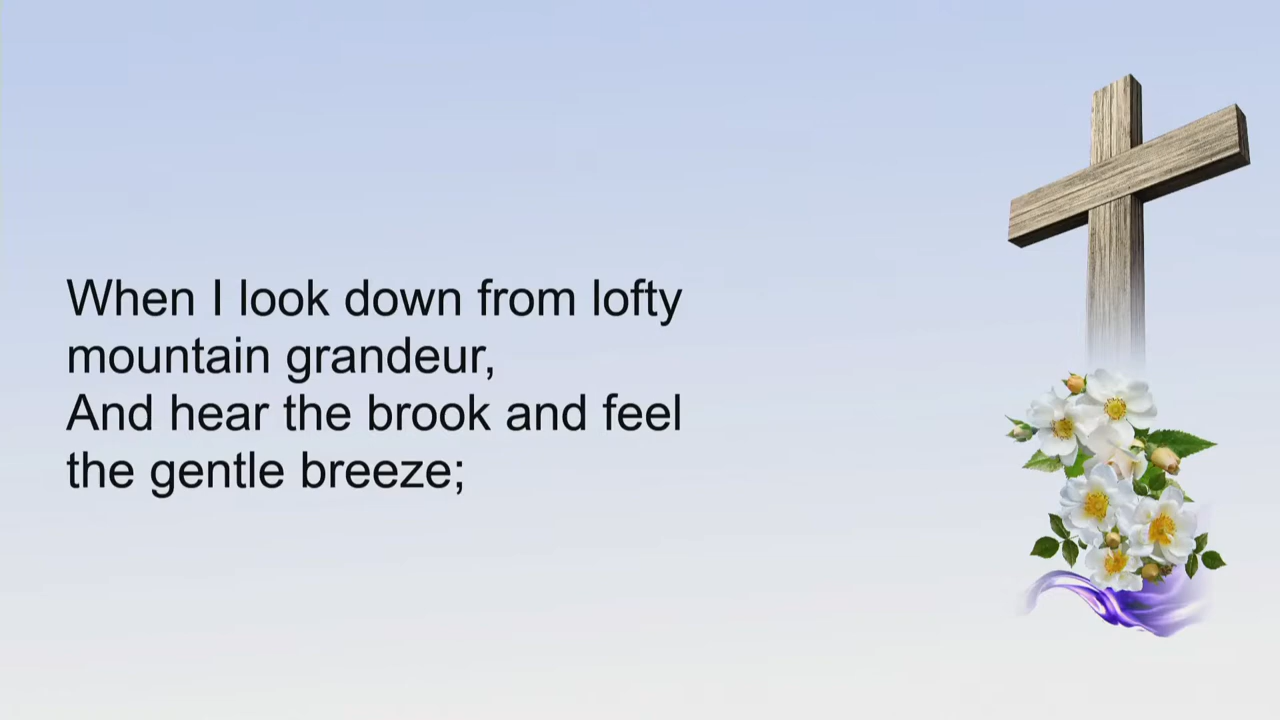 When I look down from lofty
mountain grandeur,
And hear the brook and feel
the gentle breeze;